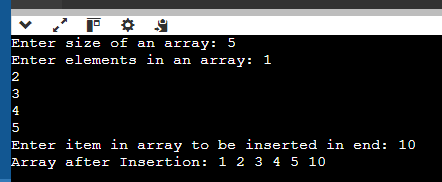 Enter size of an array: 5
Enter elements in an array: 1
2
3
4
5
Enter item in array to be inserted in end: 10
Array after Insertion: 1 2 3 4 5 10